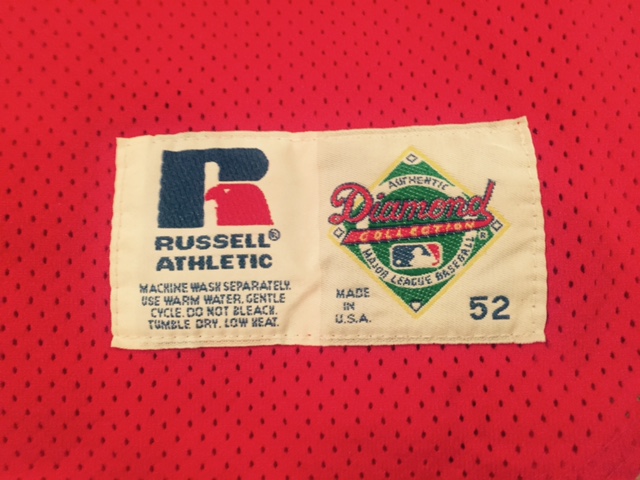 R
RUSSELL®
ATHLETIC
MACHINE WASH SEPARATELY.
USE WARM WATER. GENTLE
CYCLE. DO NOT BLEACH.
TUMBLE DRY. LOW HEAT.
AUTHENTIC
Diamond
COLLECTION
MAJOR LEAGUE BASEBALL®
MADE
IN
U.S.A.
52